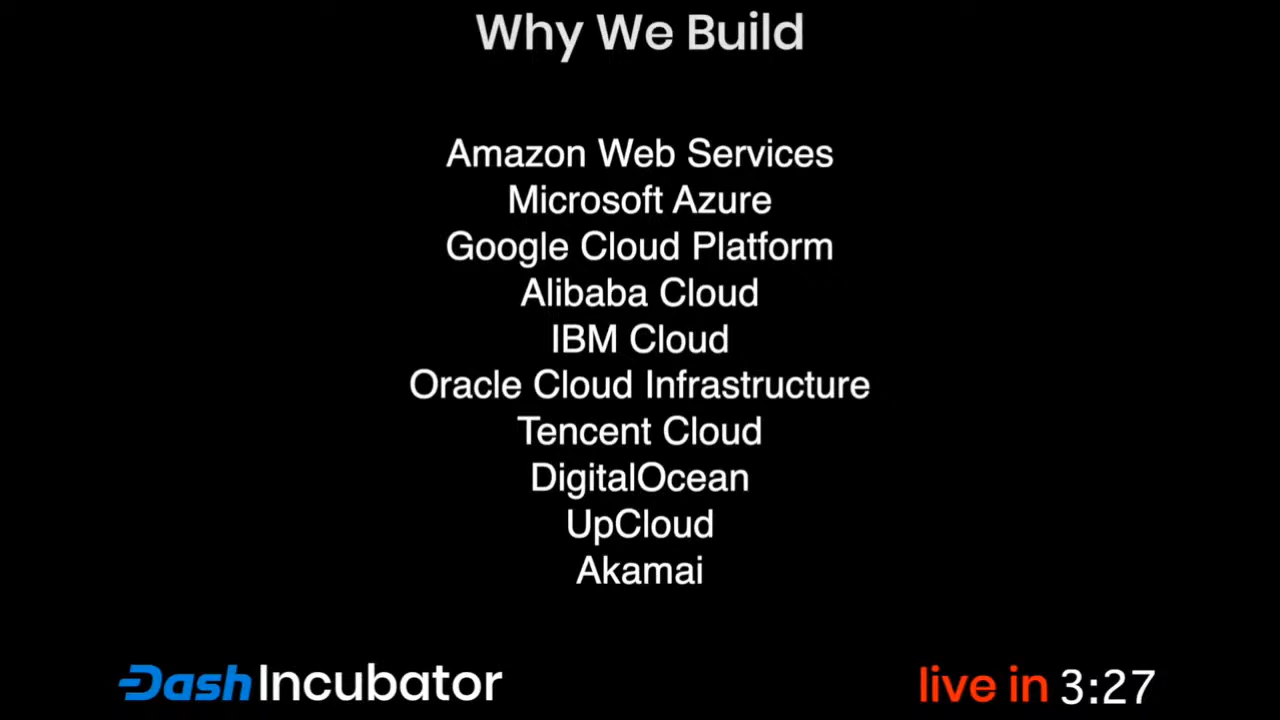 Why We Build
Amazon Web Services
Microsoft Azure
Google Cloud Platform
Alibaba Cloud
IBM Cloud
Oracle Cloud Infrastructure
Tencent Cloud
DigitalOcean
UpCloud
Akamai
Dash Incubator
live in 3:27